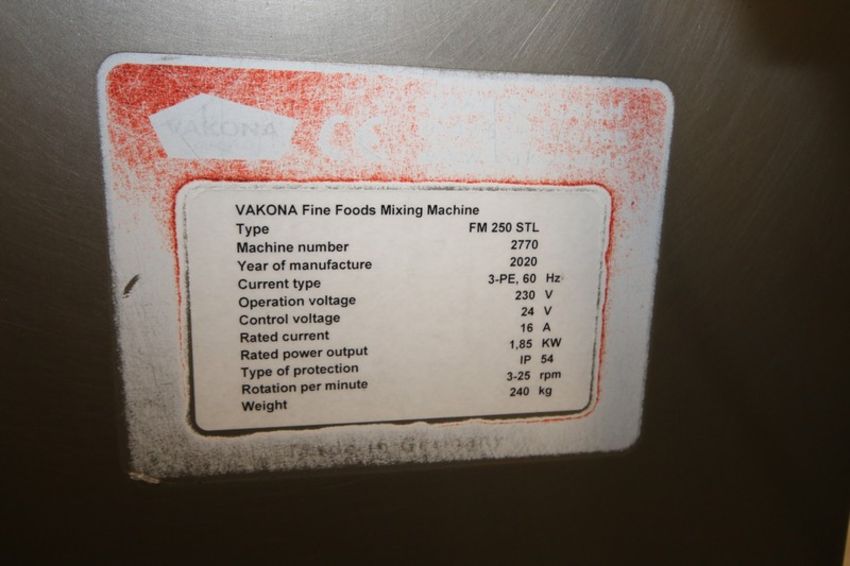 VAKONA
CE
VAKONA Fine Foods Mixing Machine
Type FM 250 STL
Machine number 2770
Year of manufacture 2020
Current type 3-PE, 60 Hz
Operation voltage 230 V
Control voltage 24 V
Rated current 16 A
Rated power output 1,85 KW
Type of protection IP 54
Rotation per minute 3-25 rpm
Weight 240 kg
Made in Germany